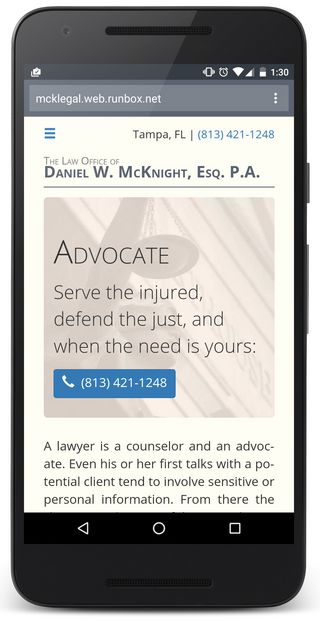 1:30
mcklegal.web.runbox.net
Tampa, FL | (813) 421-1248
The Law Office of
Daniel W. McKnight, Esq. P.A.
Advocate
Serve the injured,
defend the just, and
when the need is yours:
(813) 421-1248
A lawyer is a counselor and an advoc-
ate. Even his or her first talks with a po-
tential client tend to involve sensitive or
personal information. From there the